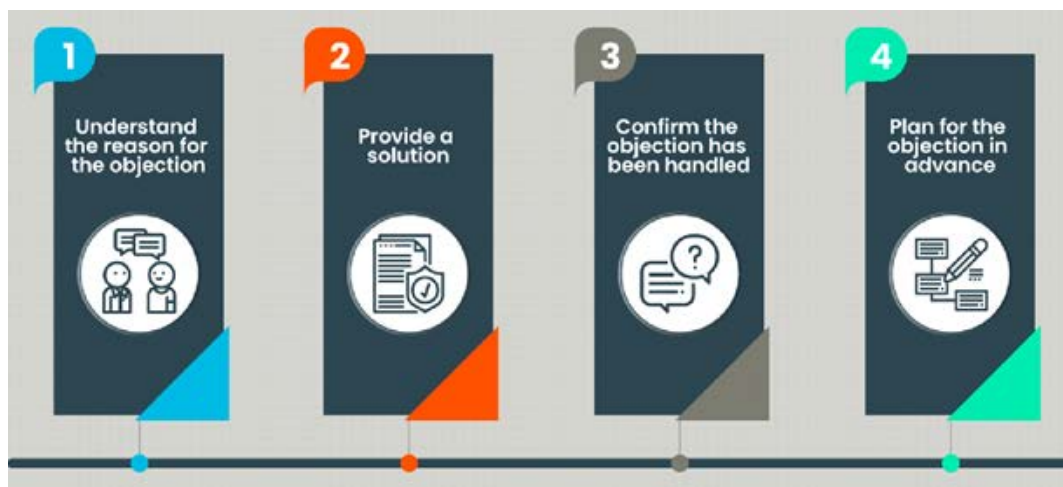 1
Understand
the reason for
the objection
2
Provide a
solution
3
Confirm the
objection has
been handled
?
4
Plan for the
objection in
advance